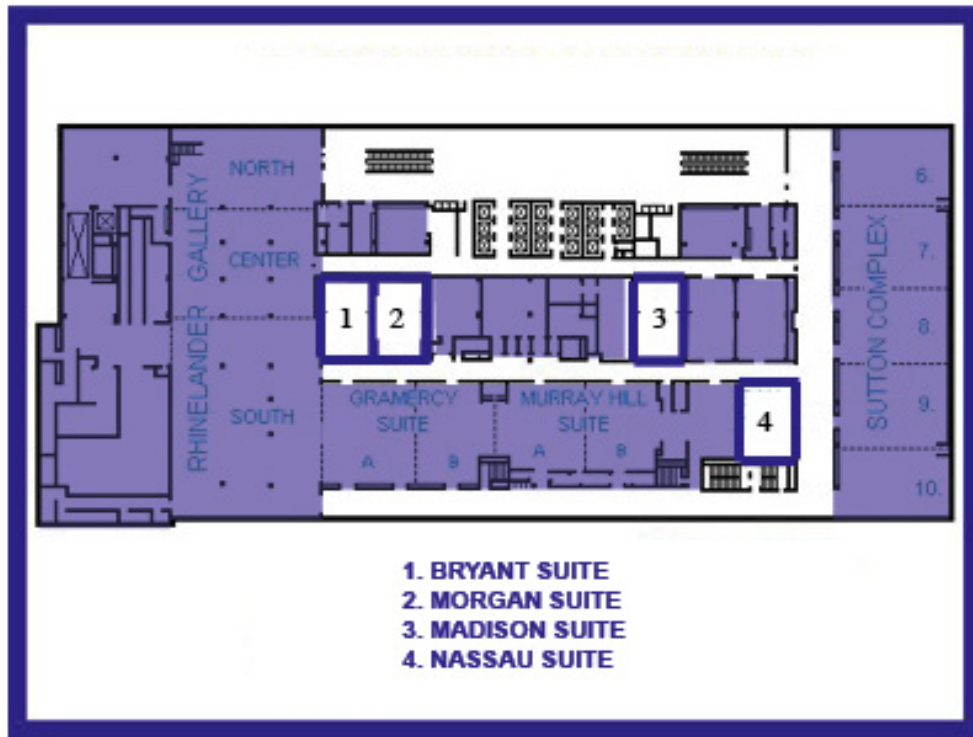 NORTH
6.
RHINELANDER GALLERY
7.
CENTER
SUTTON COMPLEX
1
2
3
8.
GRAMERCY
SUITE
MURRAY HILL
SUITE
SOUTH
4
9.
A
B
A
B
10.
1. BRYANT SUITE
2. MORGAN SUITE
3. MADISON SUITE
4. NASSAU SUITE